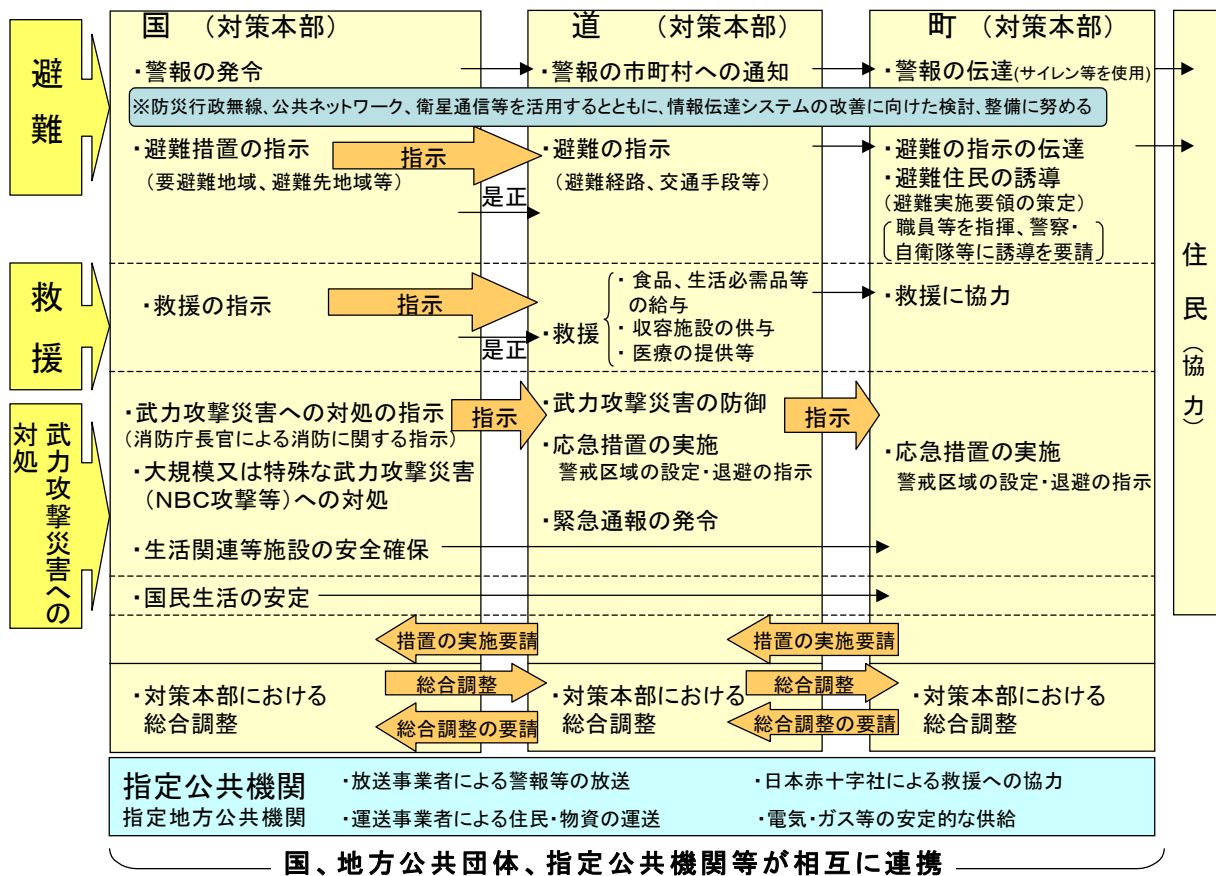 国 （対策本部）
道 （対策本部）
町 （対策本部）
避難
・警報の発令
・警報の市町村への通知
・警報の伝達(サイレン等を使用)
※防災行政無線、公共ネットワーク、衛星通信等を活用するとともに、情報伝達システムの改善に向けた検討、整備に努める
・避難措置の指示
（要避難地域、避難先地域等）
指示
是正
・避難の指示
（避難経路、交通手段等）
・避難の指示の伝達
・避難住民の誘導
（避難実施要領の策定）
職員等を指揮、警察・
自衛隊等に誘導を要請
住民（協力）
救援
・救援の指示
指示
是正
・救援
・食品、生活必需品等
の給与
・収容施設の供与
・医療の提供等
・救援に協力
武力攻撃災害への
対処
・武力攻撃災害への対処の指示
（消防庁長官による消防に関する指示）
・大規模又は特殊な武力攻撃災害
（NBC攻撃等）への対処
指示
・武力攻撃災害の防御
・応急措置の実施
警戒区域の設定・退避の指示
・緊急通報の発令
指示
・応急措置の実施
警戒区域の設定・退避の指示
・生活関連等施設の安全確保
・国民生活の安定
措置の実施要請
措置の実施要請
・対策本部における
総合調整
総合調整
総合調整の要請
・対策本部における
総合調整
総合調整
総合調整の要請
・対策本部における
総合調整
指定公共機関
指定地方公共機関
・放送事業者による警報等の放送
・日本赤十字社による救援への協力
・運送事業者による住民・物資の運送
・電気・ガス等の安定的な供給
国、地方公共団体、指定公共機関等が相互に連携